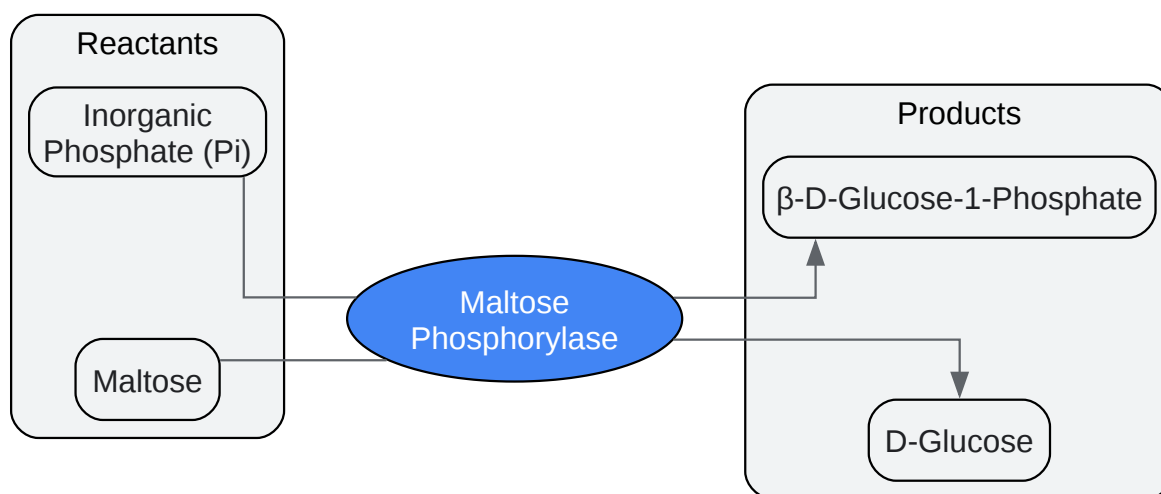 Reactants
Inorganic
Phosphate (Pi)
Maltose
Maltose
Phosphorylase
Products
β-D-Glucose-1-Phosphate
D-Glucose